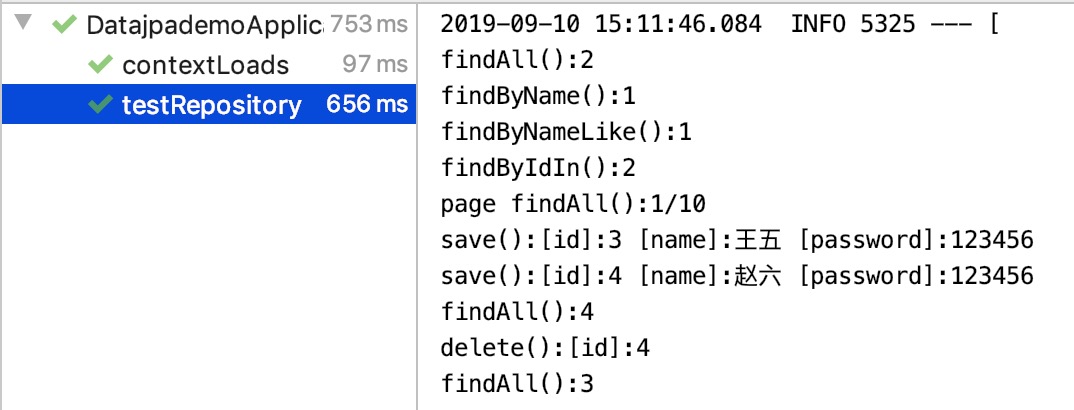 DatajpademoApplic 753 ms
contextLoads 97 ms
testRepository 656 ms
2019-09-10 15:11:46.084  INFO 5325 --- [
findAll():2
findByName():1
findByNameLike():1
findByIdIn():2
page findAll():1/10
save():[id]:3 [name]:王五 [password]:123456
save():[id]:4 [name]:赵六 [password]:123456
findAll():4
delete():[id]:4
findAll():3